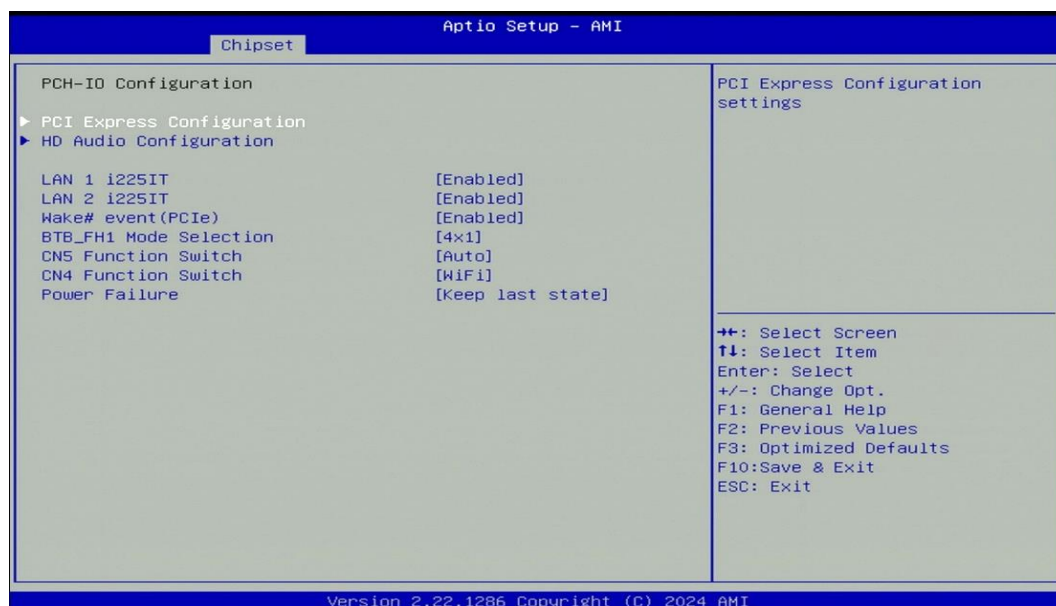 Aptio Setup – AMI
Chipset
PCH-IO Configuration
▶ PCI Express Configuration
▶ HD Audio Configuration
LAN 1 i225IT [Enabled]
LAN 2 i225IT [Enabled]
Wake# event(PCIe) [Enabled]
BTB_FH1 Mode Selection [4x1]
CN5 Function Switch [Auto]
CN4 Function Switch [WiFi]
Power Failure [Keep last state]
PCI Express Configuration
settings
→←: Select Screen
↑↓: Select Item
Enter: Select
+/-: Change Opt.
F1: General Help
F2: Previous Values
F3: Optimized Defaults
F10:Save & Exit
ESC: Exit
Version 2.22.1286 Copyright (C) 2024 AMI